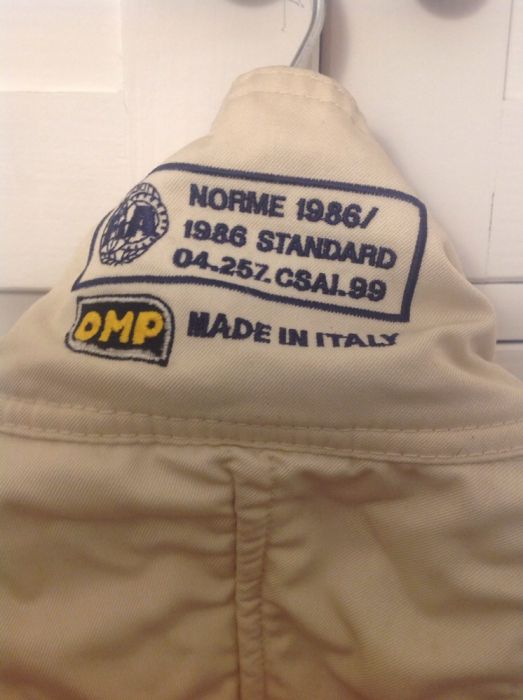 FIA
NORME 1986/
1986 STANDARD
04.257.CSAI.99
OMP
MADE IN ITALY